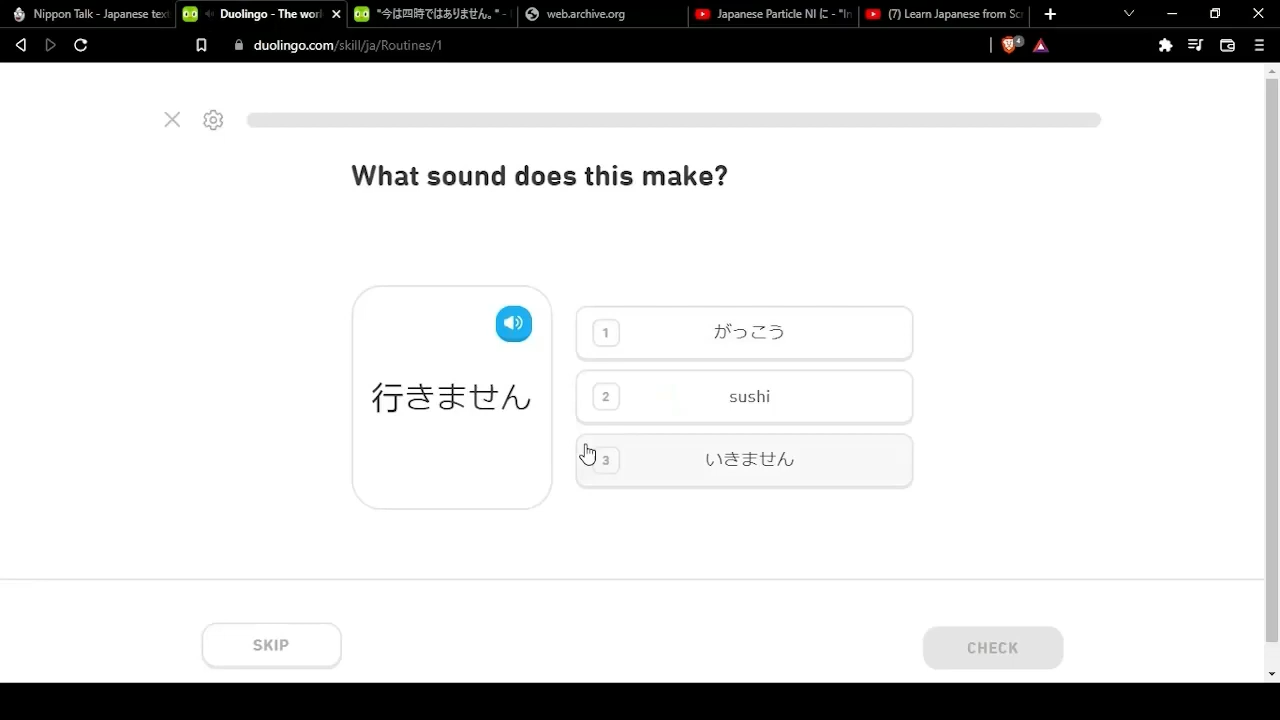 Nippon Talk - Japanese text
Duolingo - The worl
"今は四時ではありません。" -
web.archive.org
Japanese Particle NI に - "In
(7) Learn Japanese from Scr
duolingo.com/skill/ja/Routines/1
4
What sound does this make?
行きません
1 がっこう
2 sushi
3 いきません
SKIP
CHECK